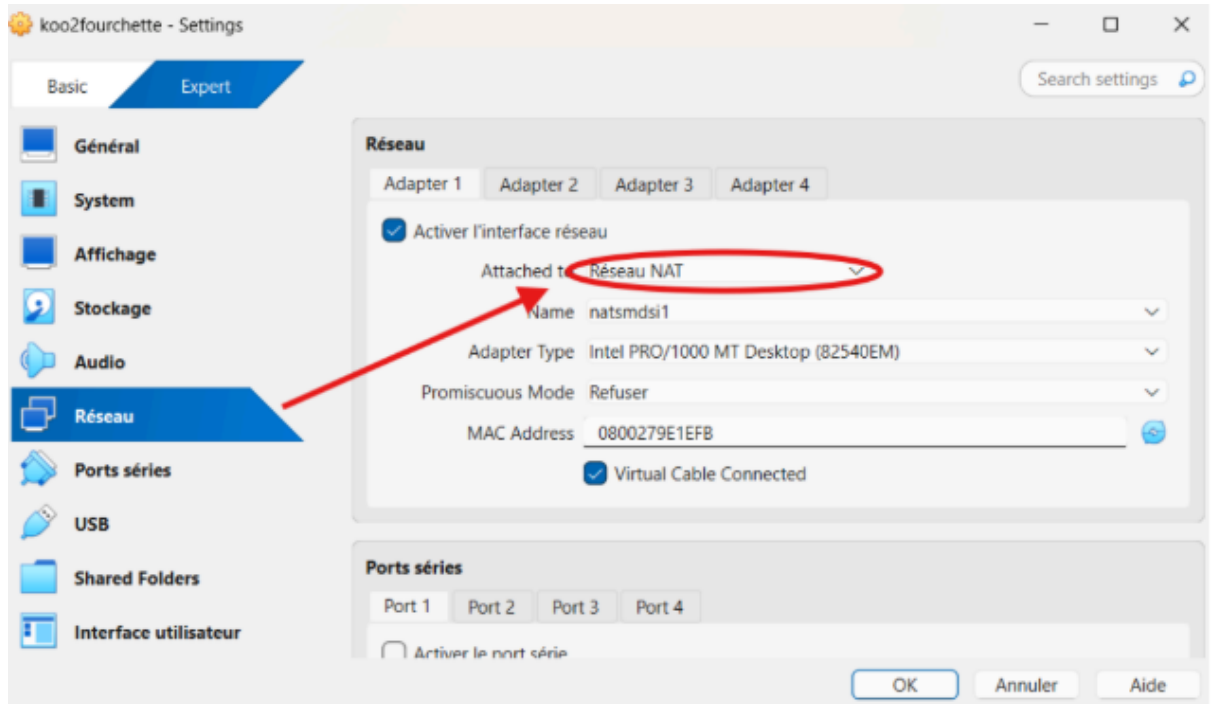 koo2fourchette - Settings
Basic
Expert
Search settings
Général
System
Affichage
Stockage
Audio
Réseau
Ports séries
USB
Shared Folders
Interface utilisateur
Réseau
Adapter 1
Adapter 2
Adapter 3
Adapter 4
Activer l'interface réseau
Attached to Réseau NAT
Name natsmdsi1
Adapter Type Intel PRO/1000 MT Desktop (82540EM)
Promiscuous Mode Refuser
MAC Address 0800279E1EFB
Virtual Cable Connected
Ports séries
Port 1
Port 2
Port 3
Port 4
Activer le port série
OK
Annuler
Aide